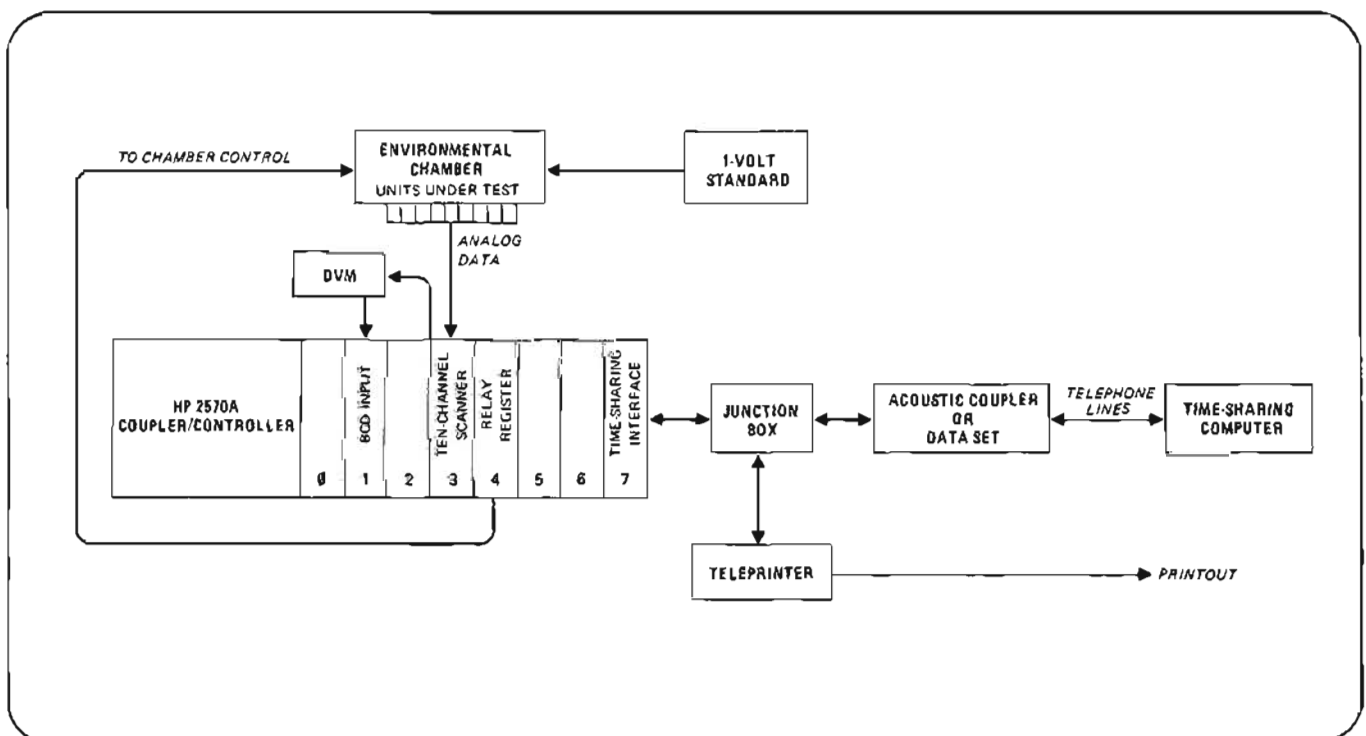 TO CHAMBER CONTROL
ENVIRONMENTAL
CHAMBER
UNITS UNDER TEST
1-VOLT
STANDARD
ANALOG
DATA
DVM
HP 2570A
COUPLER/CONTROLLER
BCD INPUT
TEN-CHANNEL
SCANNER
RELAY
REGISTER
TIME-SHARING
INTERFACE
Ø 1 2 3 4 5 6 7
JUNCTION
BOX
ACOUSTIC COUPLER
OR
DATA SET
TELEPHONE
LINES
TIME-SHARING
COMPUTER
TELEPRINTER
PRINTOUT